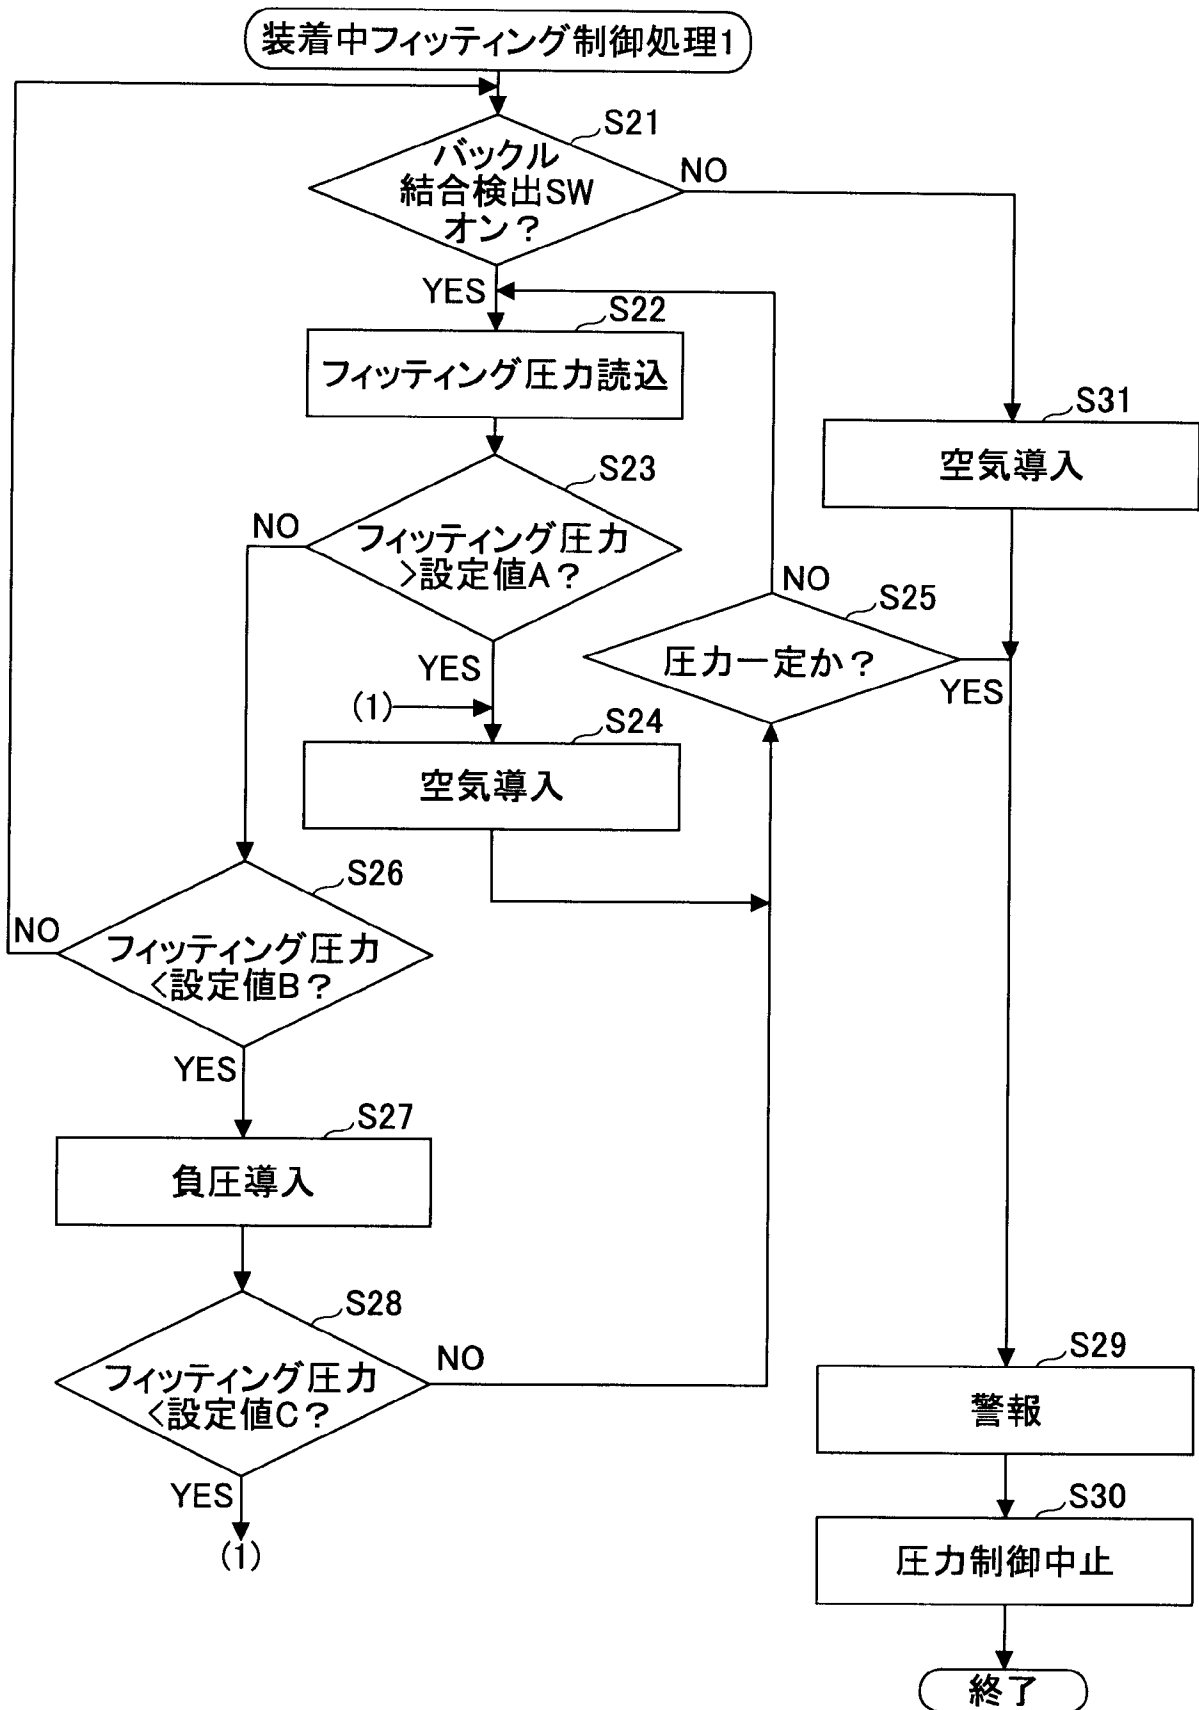 装着中フィッティング制御処理1
S21
バックル
結合検出SW
オン？
NO
YES
S22
フィッティング圧力読込
S31
空気導入
S23
フィッティング圧力
>設定値A？
NO
YES
NO
S25
圧力一定か？
YES
(1)
S24
空気導入
S26
フィッティング圧力
<設定値B？
NO
YES
S27
負圧導入
S28
フィッティング圧力
<設定値C？
NO
YES
(1)
S29
警報
S30
圧力制御中止
終了